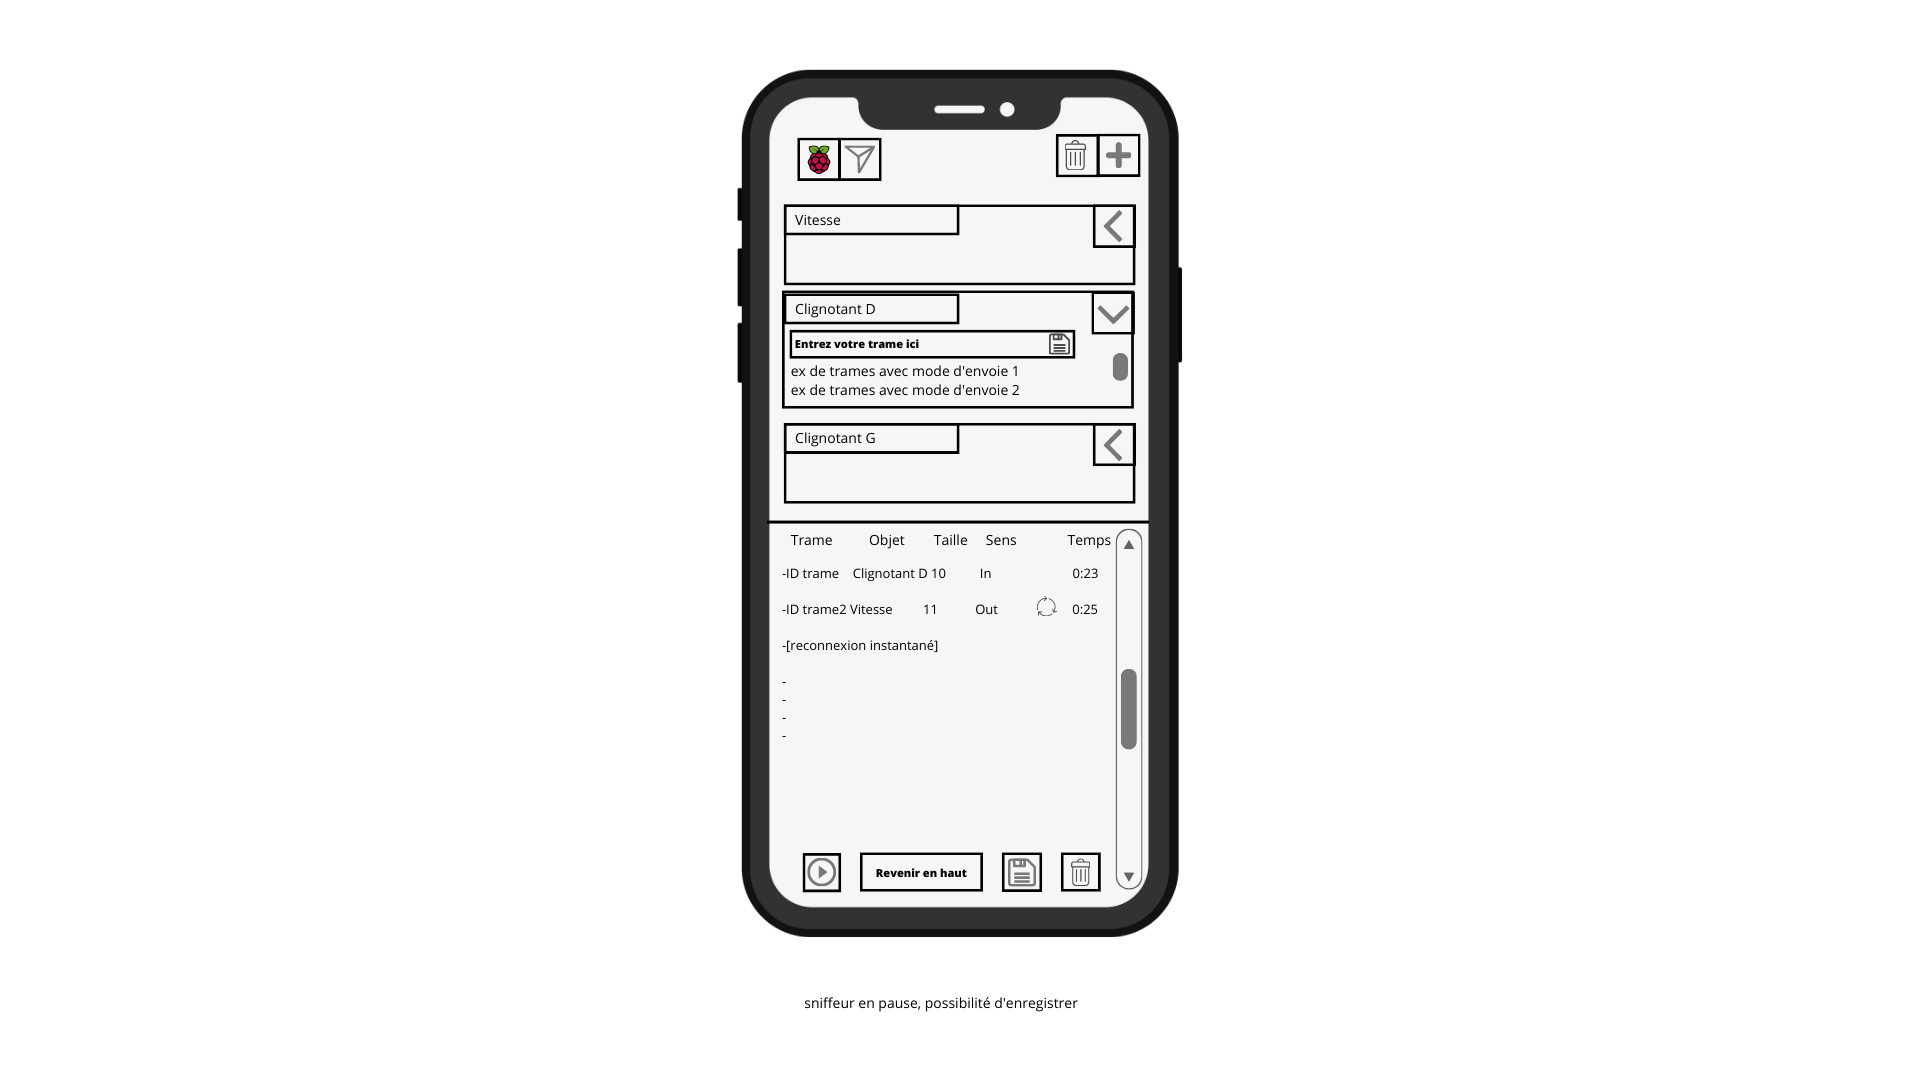 Vitesse
Clignotant D
Entrez votre trame ici
ex de trames avec mode d'envoie 1
ex de trames avec mode d'envoie 2
Clignotant G
Trame Objet Taille Sens Temps
-ID trame Clignotant D 10 In 0:23
-ID trame2 Vitesse 11 Out 0:25
-[reconnexion instantané]
-
-
-
-
Revenir en haut
sniffeur en pause, possibilité d'enregistrer